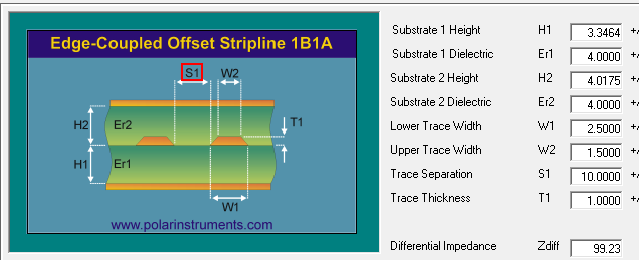 Edge-Coupled Offset Stripline 1B1A
S1 W2
T1
H2 Er2
H1 Er1
W1
www.polarinstruments.com
Substrate 1 Height H1 3.3464 +/
Substrate 1 Dielectric Er1 4.0000 +/
Substrate 2 Height H2 4.0175 +/
Substrate 2 Dielectric Er2 4.0000 +/
Lower Trace Width W1 2.5000 +/
Upper Trace Width W2 1.5000 +/
Trace Separation S1 10.0000 +/
Trace Thickness T1 1.0000 +/
Differential Impedance Zdiff 99.23